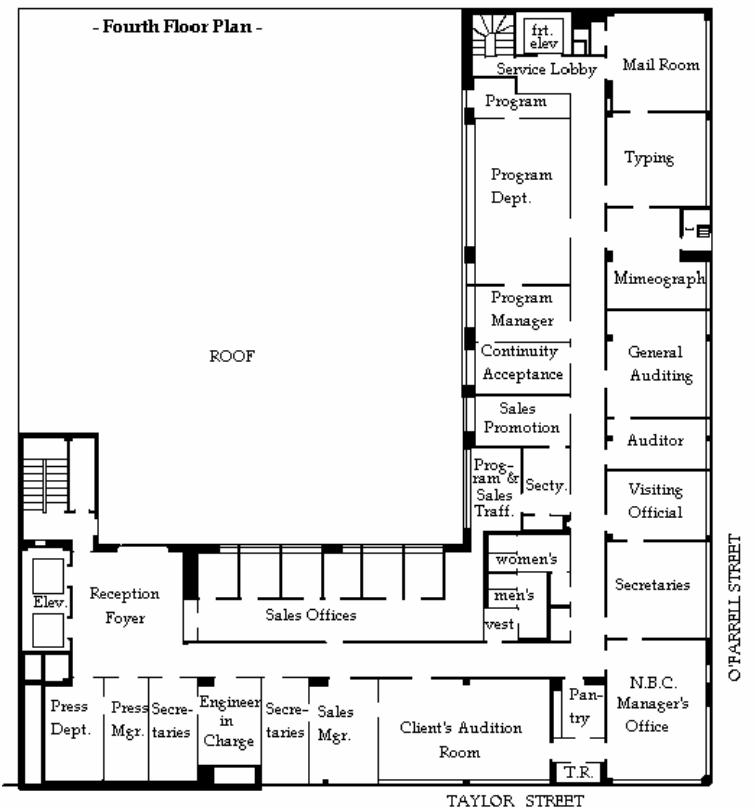 - Fourth Floor Plan -
frt.
elev
Service Lobby
Mail Room
Program
Typing
Program
Dept.
Mimeograph
Program
Manager
ROOF
Continuity
Acceptance
General
Auditing
Sales
Promotion
Auditor
Prog-
ram &
Sales
Traff.
Secty.
Visiting
Official
women's
men's
vest
Secretaries
O'FARRELL STREET
Elev.
Reception
Foyer
Sales Offices
Press
Dept.
Press
Mgr.
Secre-
taries
Engineer
in
Charge
Secre-
taries
Sales
Mgr.
Client's Audition
Room
Pan-
try
T.R.
N.B.C.
Manager's
Office
TAYLOR STREET